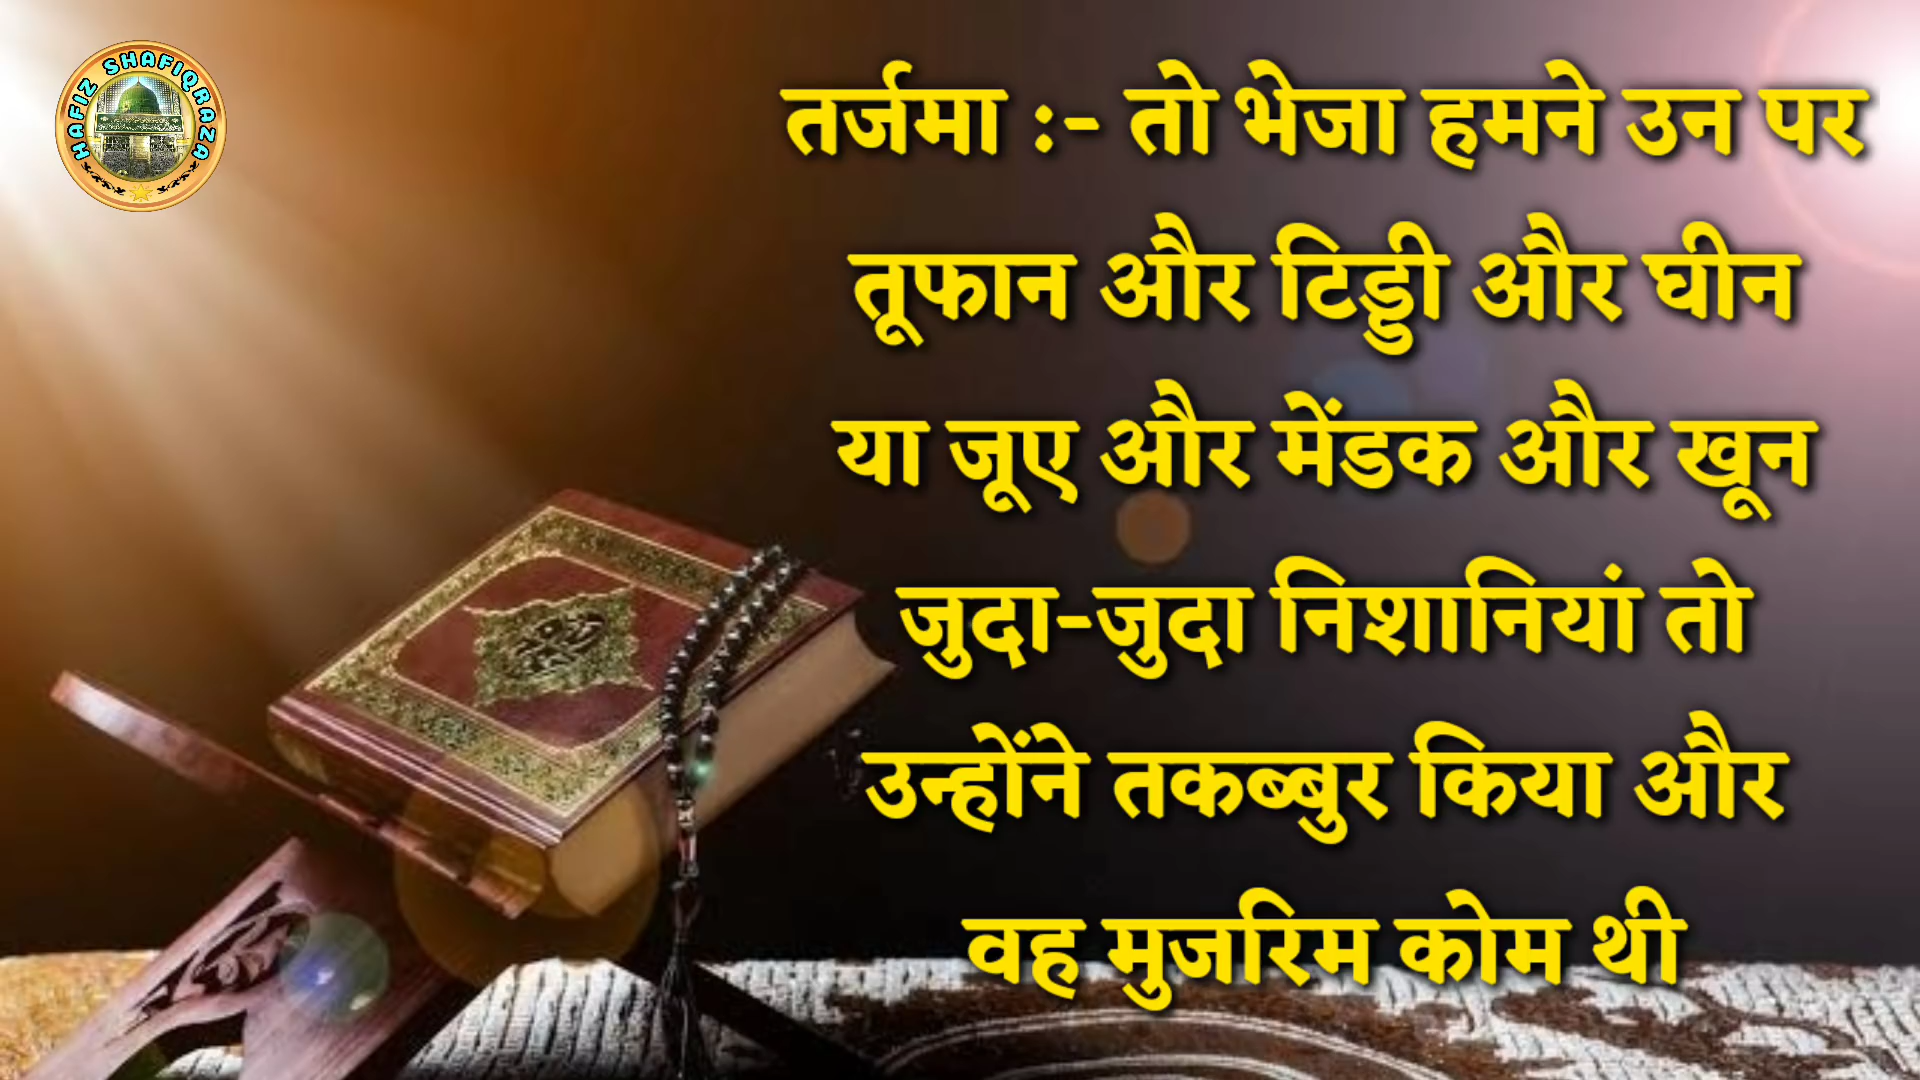 HAFIZ SHAFIQRAZA
तर्जमा :- तो भेजा हमने उन पर
तूफान और टिड्डी और घीन
या जूए और मेंडक और खून
जुदा-जुदा निशानियां तो
उन्होंने तकब्बुर किया और
वह मुजरिम कोम थी